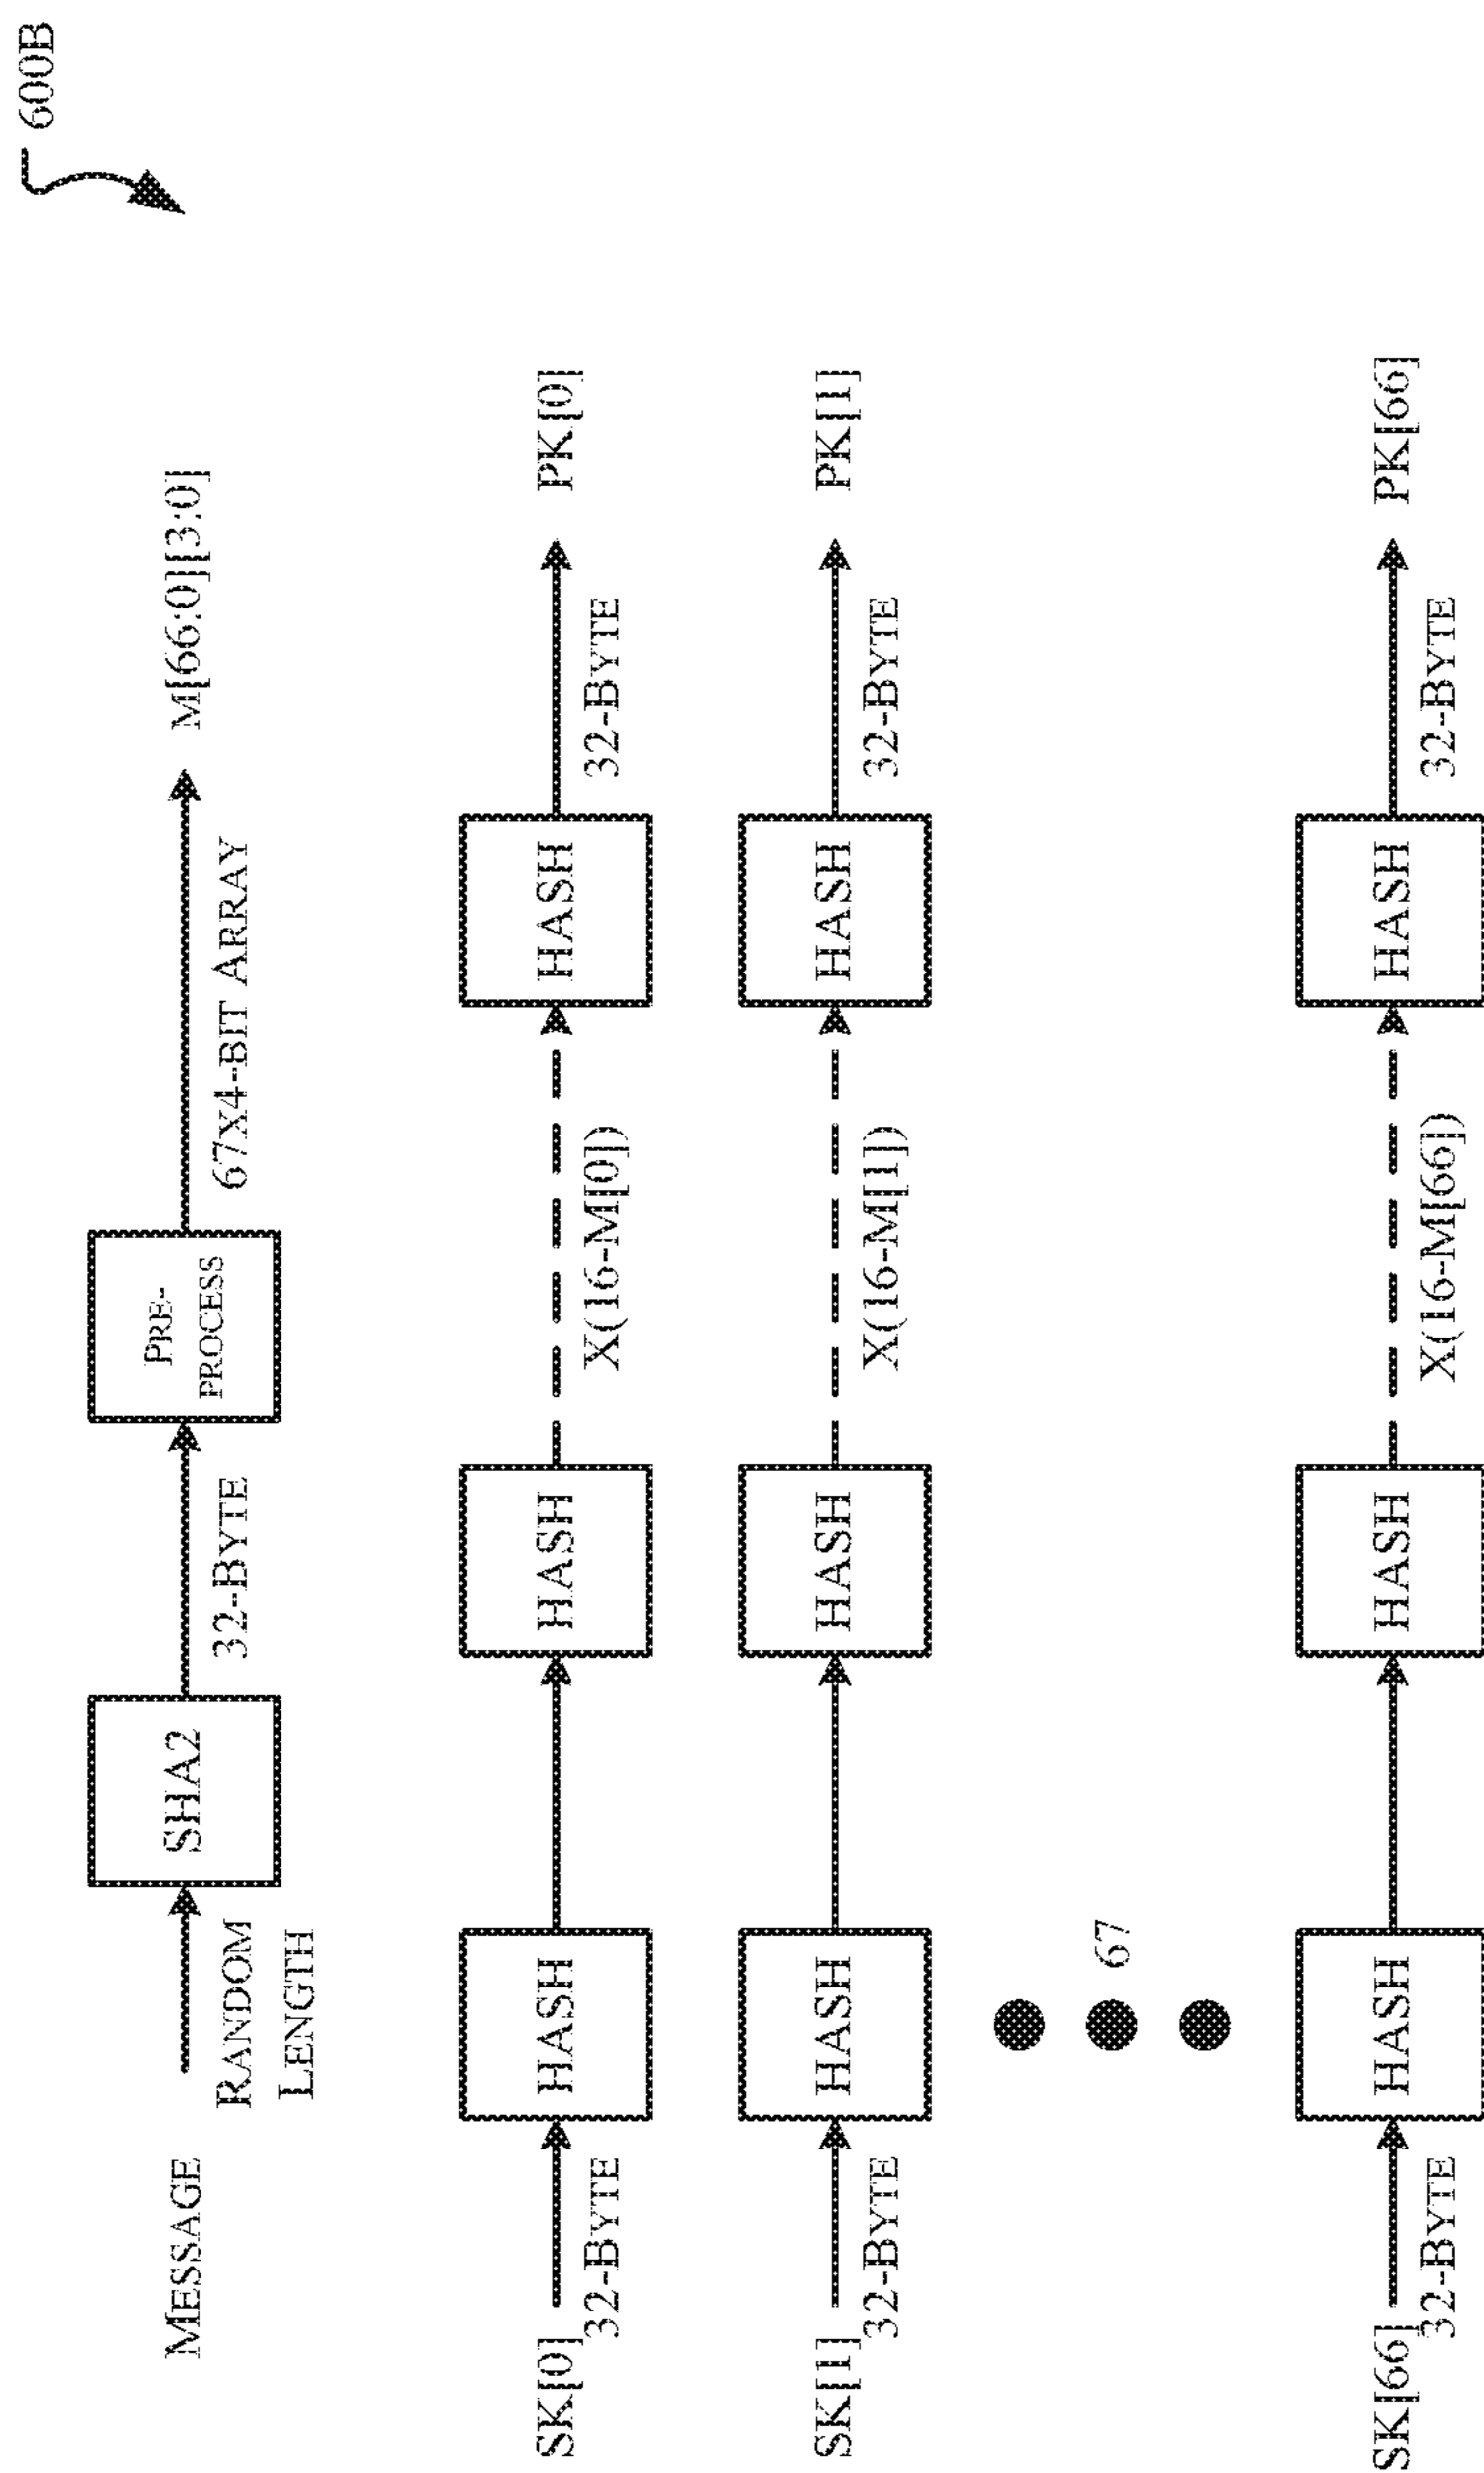 600B
MESSAGE
RANDOM
LENGTH
SHA2
32-BYTE
PRE-
PROCESS
67X4-BIT ARRAY
M[66:0][3:0]
SK[0]
32-BYTE
HASH
HASH
X(16-M[0])
HASH
32-BYTE
PK[0]
SK[1]
32-BYTE
HASH
HASH
X(16-M[1])
HASH
32-BYTE
PK[1]
67
SK[66]
32-BYTE
HASH
HASH
X(16-M[66])
HASH
32-BYTE
PK[66]